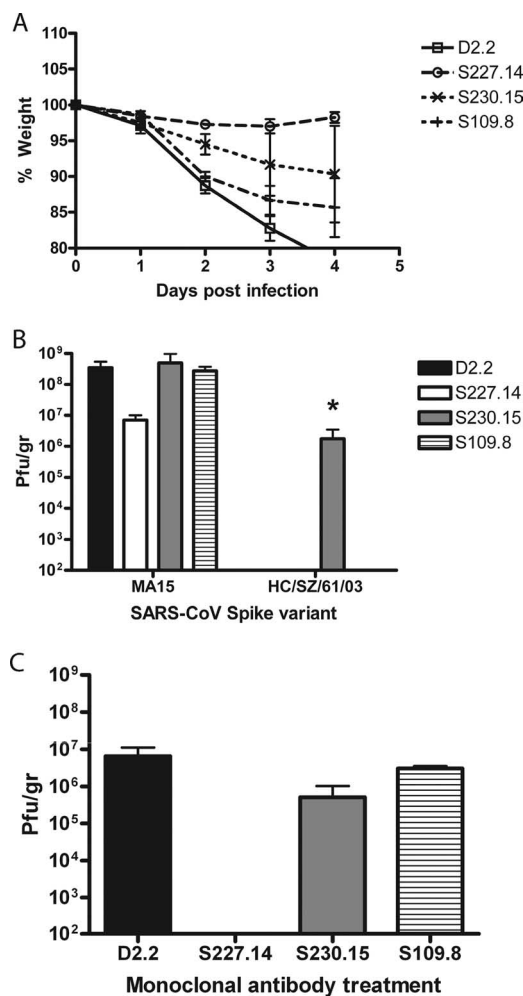 A
D2.2
S227.14
S230.15
S109.8
% Weight
100
95
90
85
80
0 1 2 3 4 5
Days post infection
B
D2.2
S227.14
S230.15
S109.8
Pfu/gr
10⁹
10⁸
10⁷
10⁶
10⁵
10⁴
10³
10²
*
MA15 HC/SZ/61/03
SARS-CoV Spike variant
C
Pfu/gr
10⁹
10⁸
10⁷
10⁶
10⁵
10⁴
10³
10²
D2.2 S227.14 S230.15 S109.8
Monoclonal antibody treatment